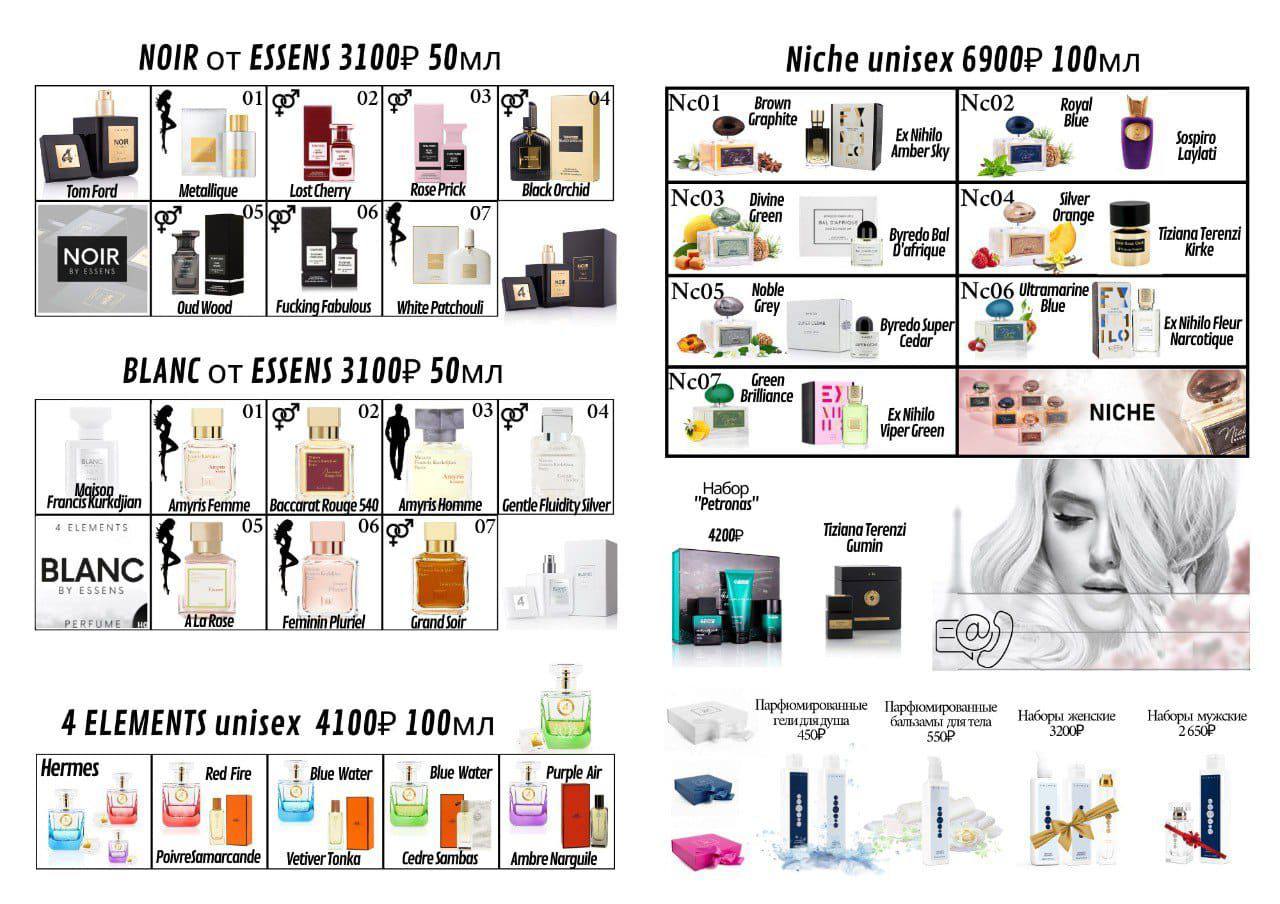 NOIR от ESSENS 3100₽ 50мл
Tom Ford
01
Metallique
02
Lost Cherry
03
Rose Prick
04
Black Orchid
NOIR
BY ESSENS
05
Oud Wood
06
Fucking Fabulous
07
White Patchouli
BLANC от ESSENS 3100₽ 50мл
BLANC
Maison
Francis Kurkdjian
01
Amyris Femme
02
Baccarat Rouge 540
03
Amyris Homme
04
Gentle Fluidity Silver
4 ELEMENTS
BLANC
BY ESSENS
PERFUME
05
A La Rose
06
Feminin Pluriel
07
Grand Soir
4 ELEMENTS unisex 4100₽ 100мл
Hermes
Red Fire
PoivreSamarcande
Blue Water
Vetiver Tonka
Blue Water
Cedre Sambas
Purple Air
Ambre Narguile
Niche unisex 6900₽ 100мл
Nc01
Brown
Graphite
Ex Nihilo
Amber Sky
Nc02
Royal
Blue
Sospiro
Laylati
Nc03
Divine
Green
BAL D'AFRIQUE
Byredo Bal
D'afrique
Nc04
Silver
Orange
Tiziana Terenzi
Kirke
Nc05
Noble
Grey
SUPER CEDAR
Byredo Super
Cedar
Nc06
Ultramarine
Blue
Ex Nihilo Fleur
Narcotique
Nc07
Green
Brilliance
Ex Nihilo
Viper Green
NICHE
Набор
"Petronas"
4200₽
Tiziana Terenzi
Gumin
Парфюмированные
гели для душа
450₽
Парфюмированные
бальзамы для тела
550₽
Наборы женские
3200₽
Наборы мужские
2 650₽